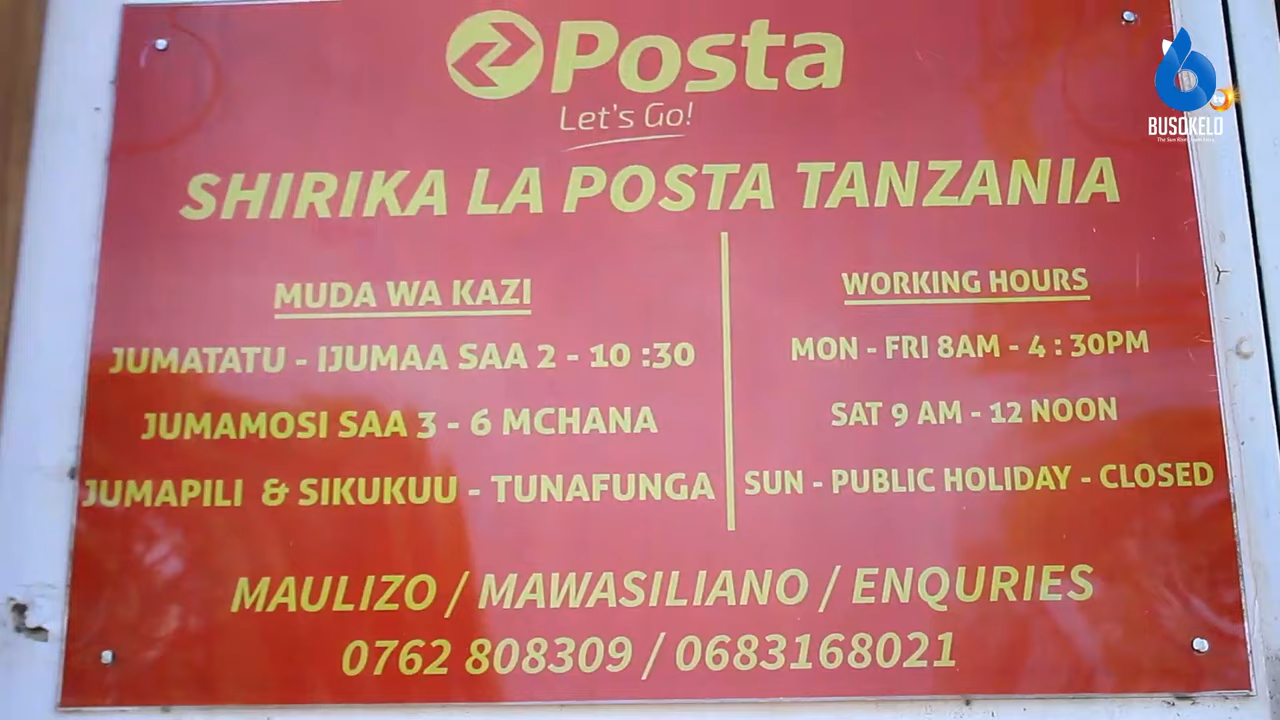 Posta
Let's Go!
SHIRIKA LA POSTA TANZANIA
MUDA WA KAZI
JUMATATU - IJUMAA SAA 2 - 10 :30
JUMAMOSI SAA 3 - 6 MCHANA
JUMAPILI & SIKUKUU - TUNAFUNGA
WORKING HOURS
MON - FRI 8AM - 4 : 30PM
SAT 9 AM - 12 NOON
SUN - PUBLIC HOLIDAY - CLOSED
MAULIZO / MAWASILIANO / ENQURIES
0762 808309 / 0683168021
BUSOKELO